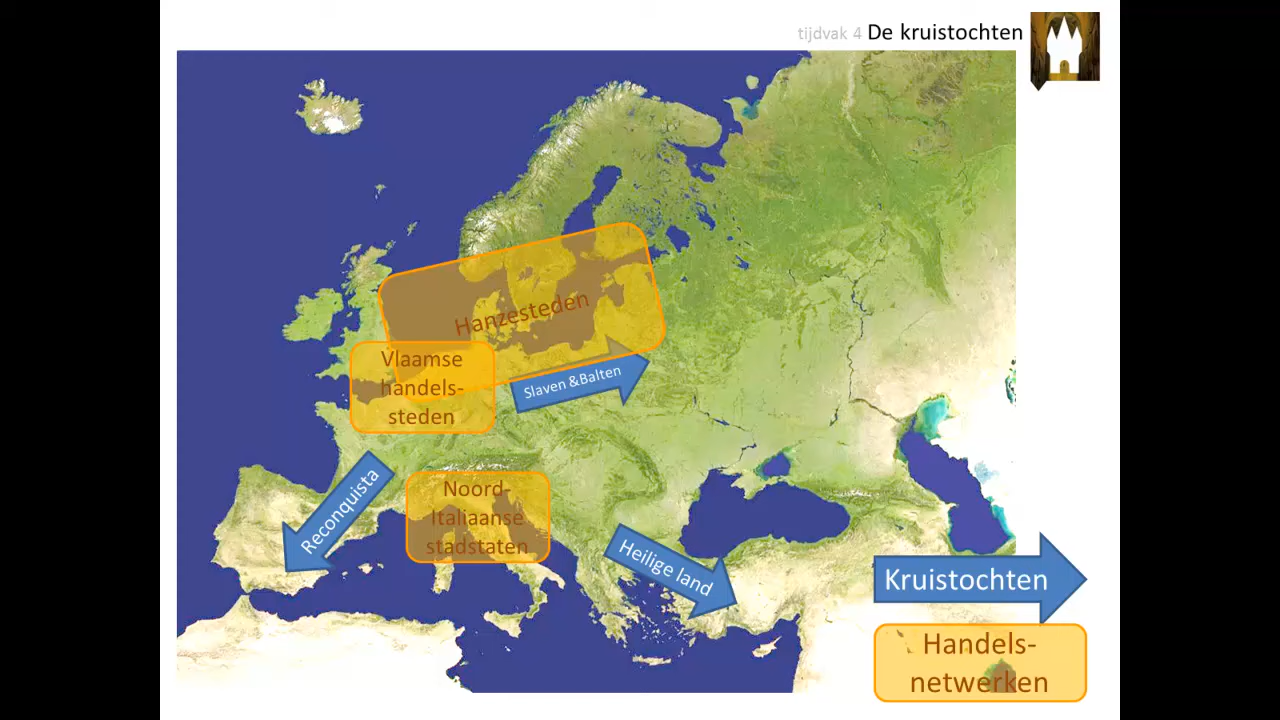 tijdvak 4 De kruistochten
Hanzesteden
Vlaamse
handels-
steden
Slaven &Balten
Reconquista
Noord-
Italiaanse
stadstaten
Heilige land
Kruistochten
Handels-
netwerken